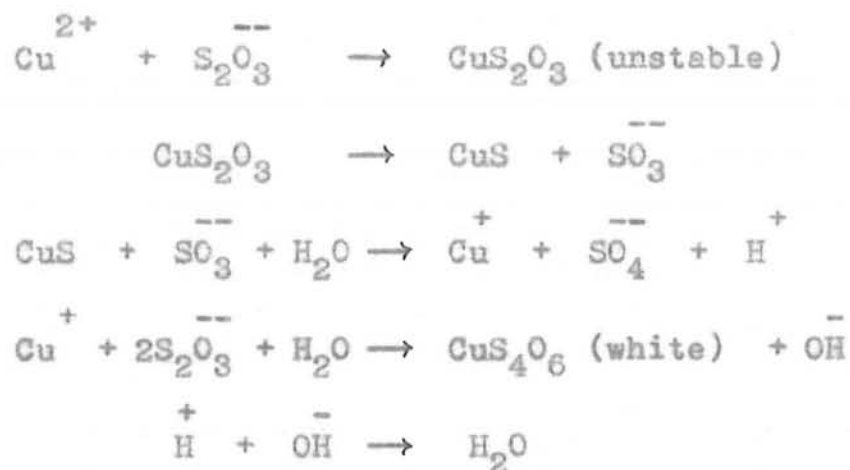 Cu²⁺ + S₂O₃⁻⁻ → CuS₂O₃ (unstable)
CuS₂O₃ → CuS + SO₃⁻⁻
CuS + SO₃⁻⁻ + H₂O → Cu⁺ + SO₄⁻⁻ + H⁺
Cu⁺ + 2S₂O₃⁻⁻ + H₂O → CuS₄O₆ (white) + OH⁻
H⁺ + OH⁻ → H₂O